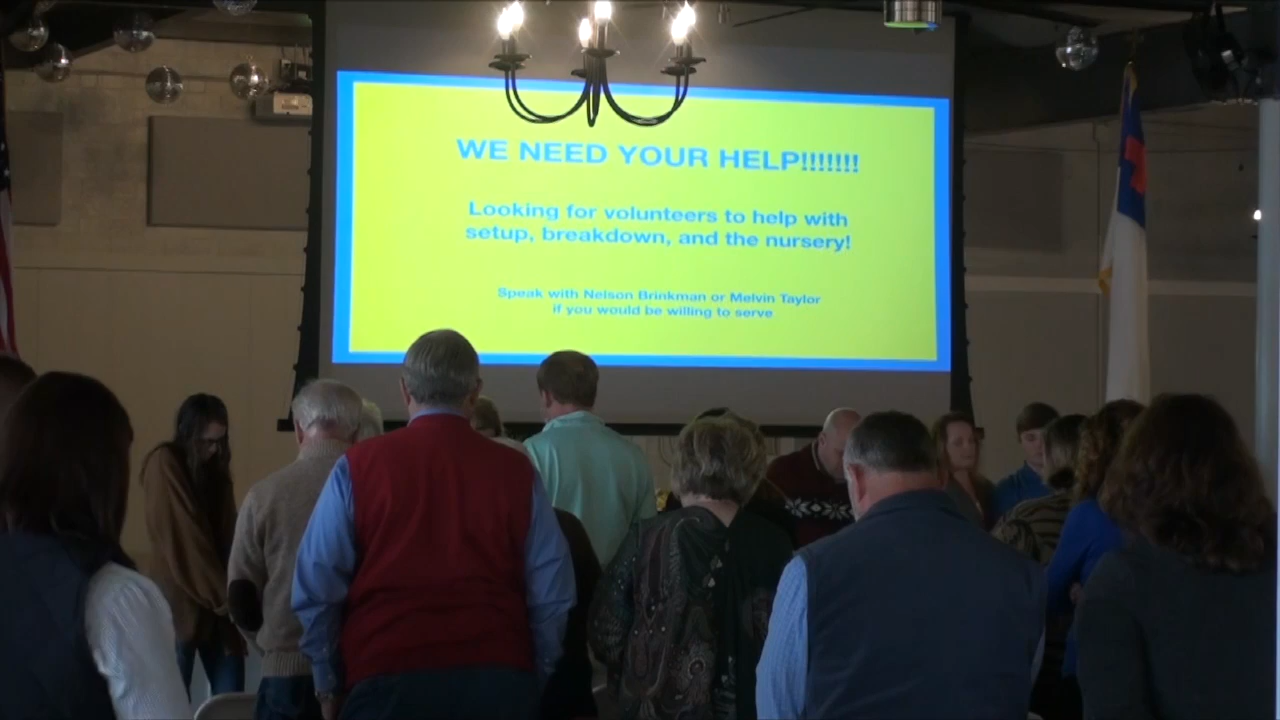 WE NEED YOUR HELP!!!!!!!
Looking for volunteers to help with
setup, breakdown, and the nursery!
Speak with Nelson Brinkman or Melvin Taylor
if you would be willing to serve